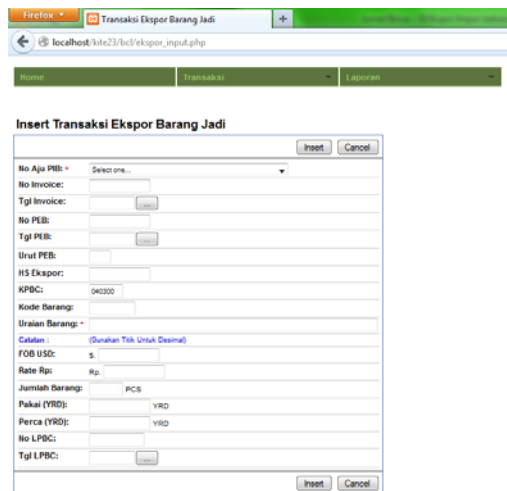 Firefox
Transaksi Ekspor Barang Jadi
localhost/kite23/bcl/ekspor_input.php
Home Transaksi Laporan
Insert Transaksi Ekspor Barang Jadi
Insert Cancel
No Aju PIB: * Select one...
No Invoice:
Tgl Invoice: ...
No PEB:
Tgl PEB: ...
Urut PEB:
HS Ekspor:
KPBC: 040300
Kode Barang:
Uraian Barang: *
Catatan : (Gunakan Titik Untuk Desimal)
FOB USD: $.
Rate Rp: Rp.
Jumlah Barang: PCS
Pakai (YRD): YRD
Perca (YRD): YRD
No LPBC:
Tgl LPBC: ...
Insert Cancel